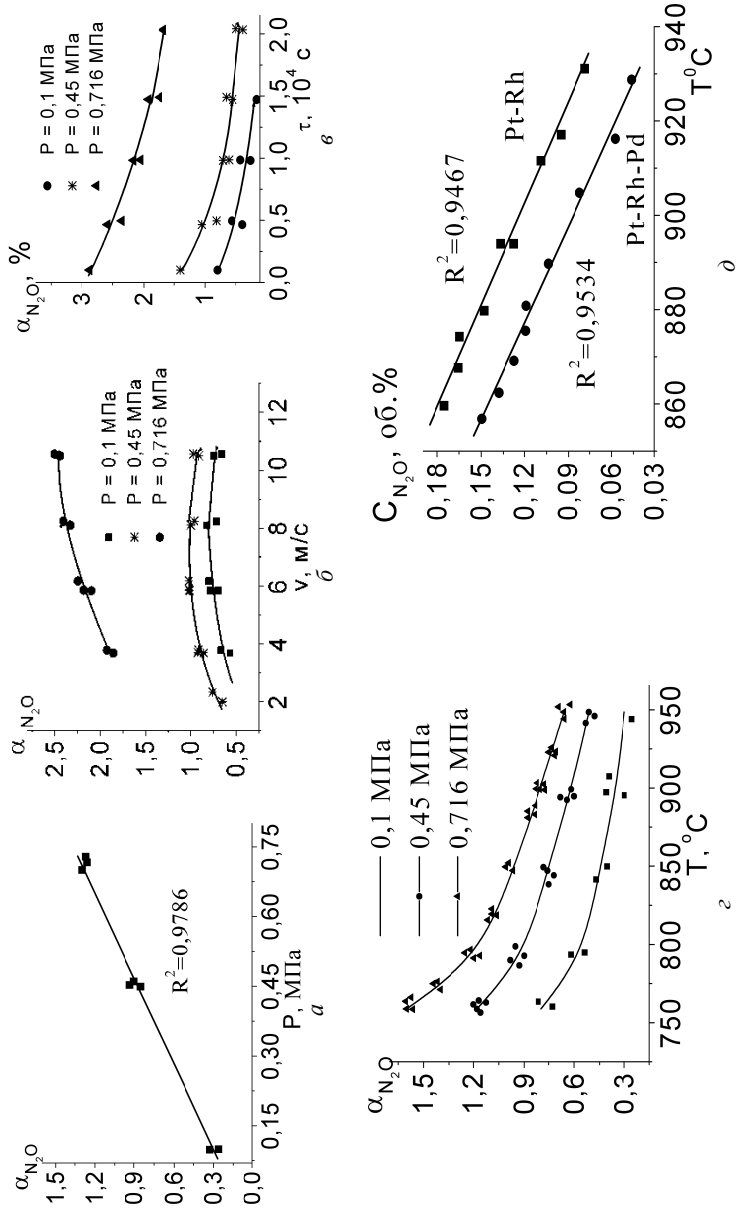 α N₂O
1,5
1,2
0,9
0,6
0,3
0,0
R²=0,9786
0,15 0,30 0,45 0,60 0,75
P, МПа
а
α N₂O
2,5
2,0
1,5
1,0
0,5
P = 0,1 МПа
P = 0,45 МПа
P = 0,716 МПа
2 4 6 8 10 12
v, м/с
б
α N₂O, %
3
2
1
P = 0,1 МПа
P = 0,45 МПа
P = 0,716 МПа
0,0 0,5 1,0 1,5 2,0
τ, 10⁴ с
в
α N₂O
1,5
1,2
0,9
0,6
0,3
0,1 МПа
0,45 МПа
0,716 МПа
750 800 850 900 950
T, °C
г
C N₂O, об.%
0,18
0,15
0,12
0,09
0,06
0,03
R²=0,9467
Pt-Rh
R²=0,9534
Pt-Rh-Pd
860 880 900 920 940
T⁰C
д